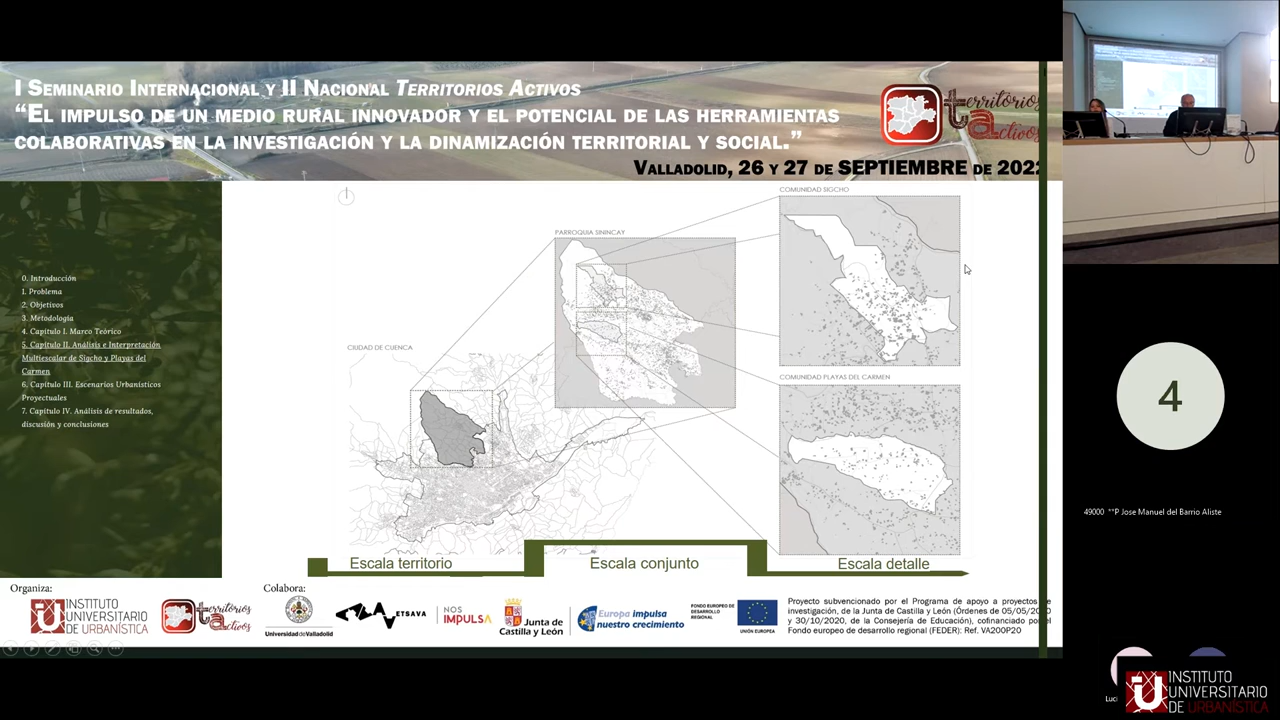 I Seminario Internacional y II Nacional Territorios Activos
“El impulso de un medio rural innovador y el potencial de las herramientas
colaborativas en la investigación y la dinamización territorial y social.”
Valladolid, 26 y 27 de SEPTIEMBRE de 2022
territorios
activos
0. Introducción
1. Problema
2. Objetivos
3. Metodología
4. Capítulo I. Marco Teórico
5. Capítulo II. Análisis e Interpretación
Multiescalar de Sigcho y Playas del
Carmen
6. Capítulo III. Escenarios Urbanísticos
Proyectuales
7. Capítulo IV. Análisis de resultados,
discusión y conclusiones
CIUDAD DE CUENCA
PARROQUIA SININCAY
COMUNIDAD SIGCHO
COMUNIDAD PLAYAS DEL CARMEN
Escala territorio
Escala conjunto
Escala detalle
Organiza:
INSTITUTO
UNIVERSITARIO
DE URBANÍSTICA
territorios
activos
Colabora:
Universidad de Valladolid
ETSAVA
NOS
IMPULSA
Junta de
Castilla y León
Europa impulsa
nuestro crecimiento
FONDO EUROPEO DE
DESARROLLO
REGIONAL
UNIÓN EUROPEA
Proyecto subvencionado por el Programa de apoyo a proyectos de
investigación, de la Junta de Castilla y León (Órdenes de 05/05/2020
y 30/10/2020, de la Consejería de Educación), cofinanciado por el
Fondo europeo de desarrollo regional (FEDER): Ref. VA200P20
4
49000 **P Jose Manuel del Barrio Aliste
Luci
INSTITUTO
UNIVERSITARIO
DE URBANÍSTICA